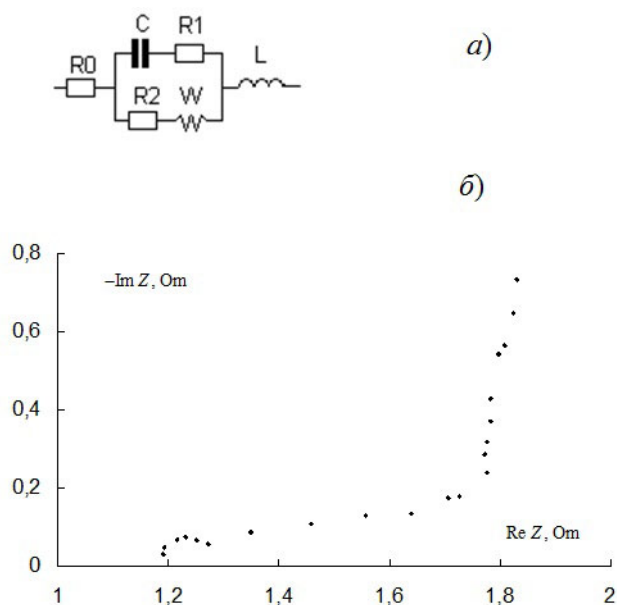 C
а)
R1
L
R0
R2
W
б)
0,8
–Im Z, Om
0,6
0,4
0,2
Re Z, Om
0
1
1,2
1,4
1,6
1,8
2